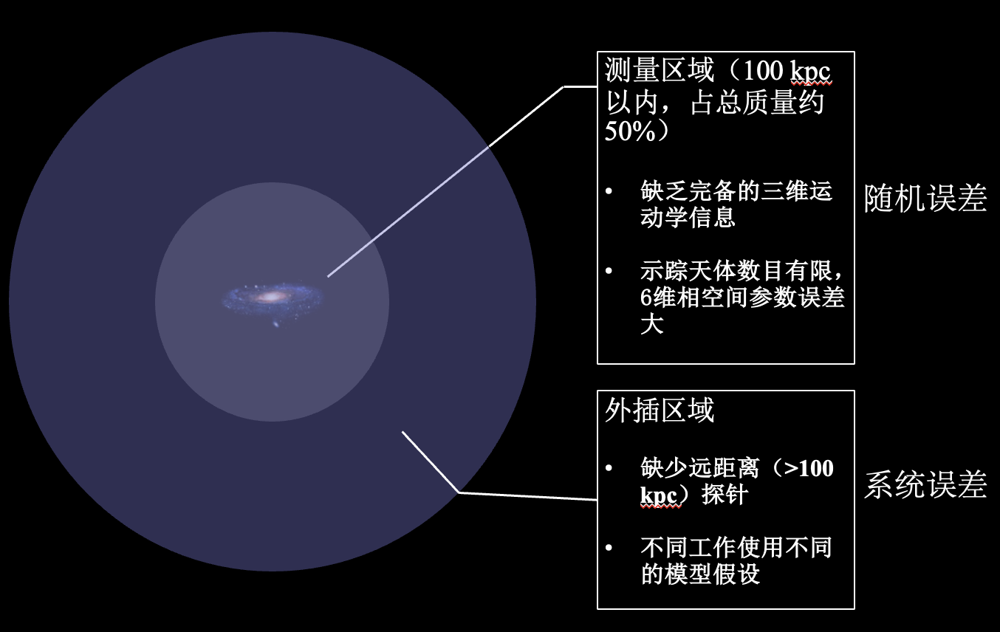 测量区域（100 kpc
以内，占总质量约
50%）
• 缺乏完备的三维运
动学信息
• 示踪天体数目有限，
6维相空间参数误差
大
随机误差
外插区域
• 缺少远距离（>100
kpc）探针
• 不同工作使用不同
的模型假设
系统误差